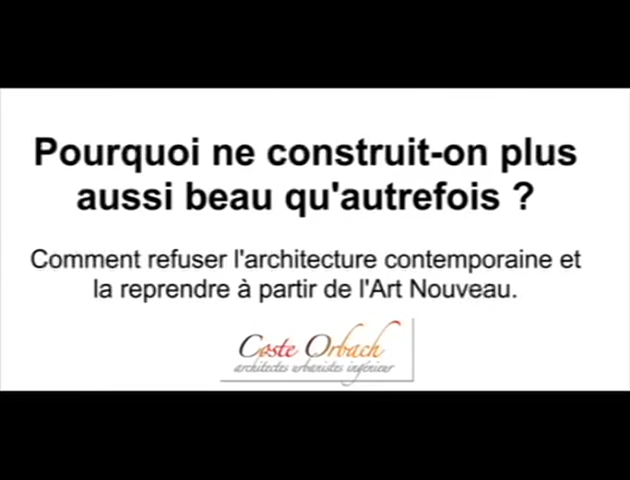 Pourquoi ne construit-on plus
aussi beau qu'autrefois ?
Comment refuser l'architecture contemporaine et
la reprendre à partir de l'Art Nouveau.
Coste Orbach
architectes urbanistes ingénieur